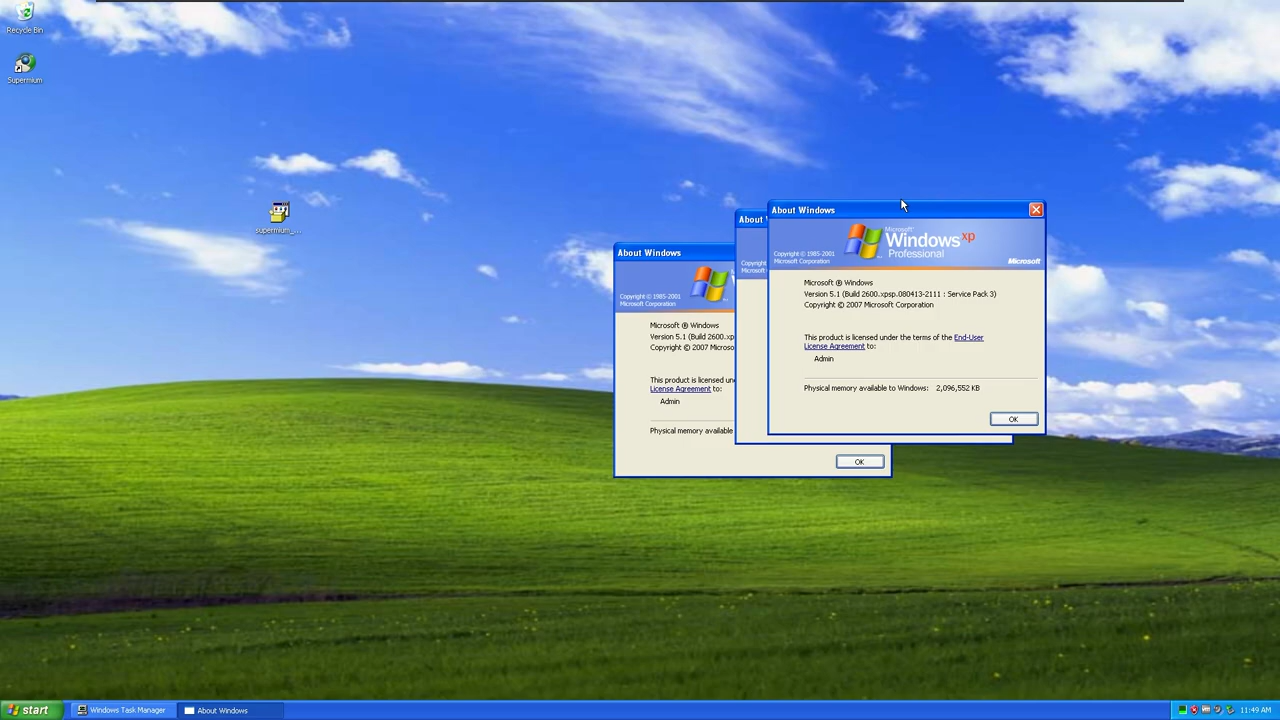 Recycle Bin
Supermium
supermium_...
About Windows
Copyright © 1985-2001
Microsoft Corporation
Microsoft ® Windows
Version 5.1 (Build 2600.xp
Copyright © 2007 Microso
This product is licensed und
License Agreement to:
Admin
Physical memory available
OK
About
Copyright
Microsoft
About Windows
Copyright © 1985-2001
Microsoft Corporation
Microsoft
Windows xp
Professional
Microsoft
Microsoft ® Windows
Version 5.1 (Build 2600.xpsp.080413-2111 : Service Pack 3)
Copyright © 2007 Microsoft Corporation
This product is licensed under the terms of the End-User
License Agreement to:
Admin
Physical memory available to Windows: 2,096,552 KB
OK
start
Windows Task Manager
About Windows
11:49 AM